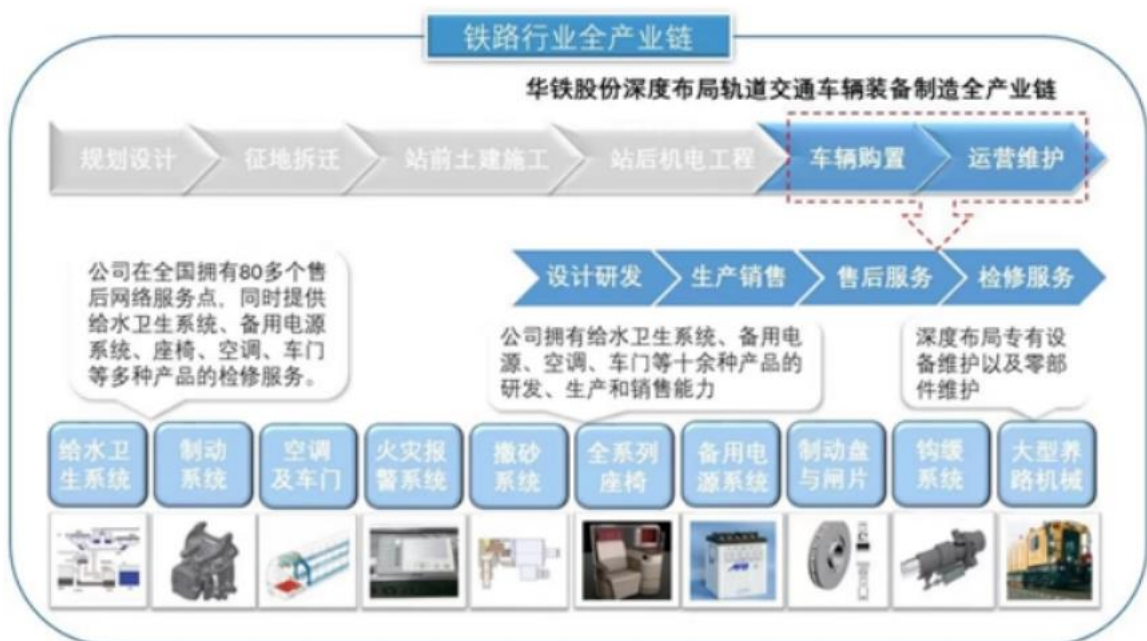 铁路行业全产业链
华铁股份深度布局轨道交通车辆装备制造全产业链
规划设计
征地拆迁
站前土建施工
站后机电工程
车辆购置
运营维护
设计研发
生产销售
售后服务
检修服务
公司在全国拥有80多个售
后网络服务点，同时提供
给水卫生系统、备用电源
系统、座椅、空调、车门
等多种产品的检修服务。
公司拥有给水卫生系统、备用电
源、空调、车门等十余种产品的
研发、生产和销售能力
深度布局专有设
备维护以及零部
件维护
给水卫
生系统
制动
系统
空调
及车门
火灾报
警系统
撒砂
系统
全系列
座椅
备用电
源系统
制动盘
与闸片
钩缓
系统
大型养
路机械